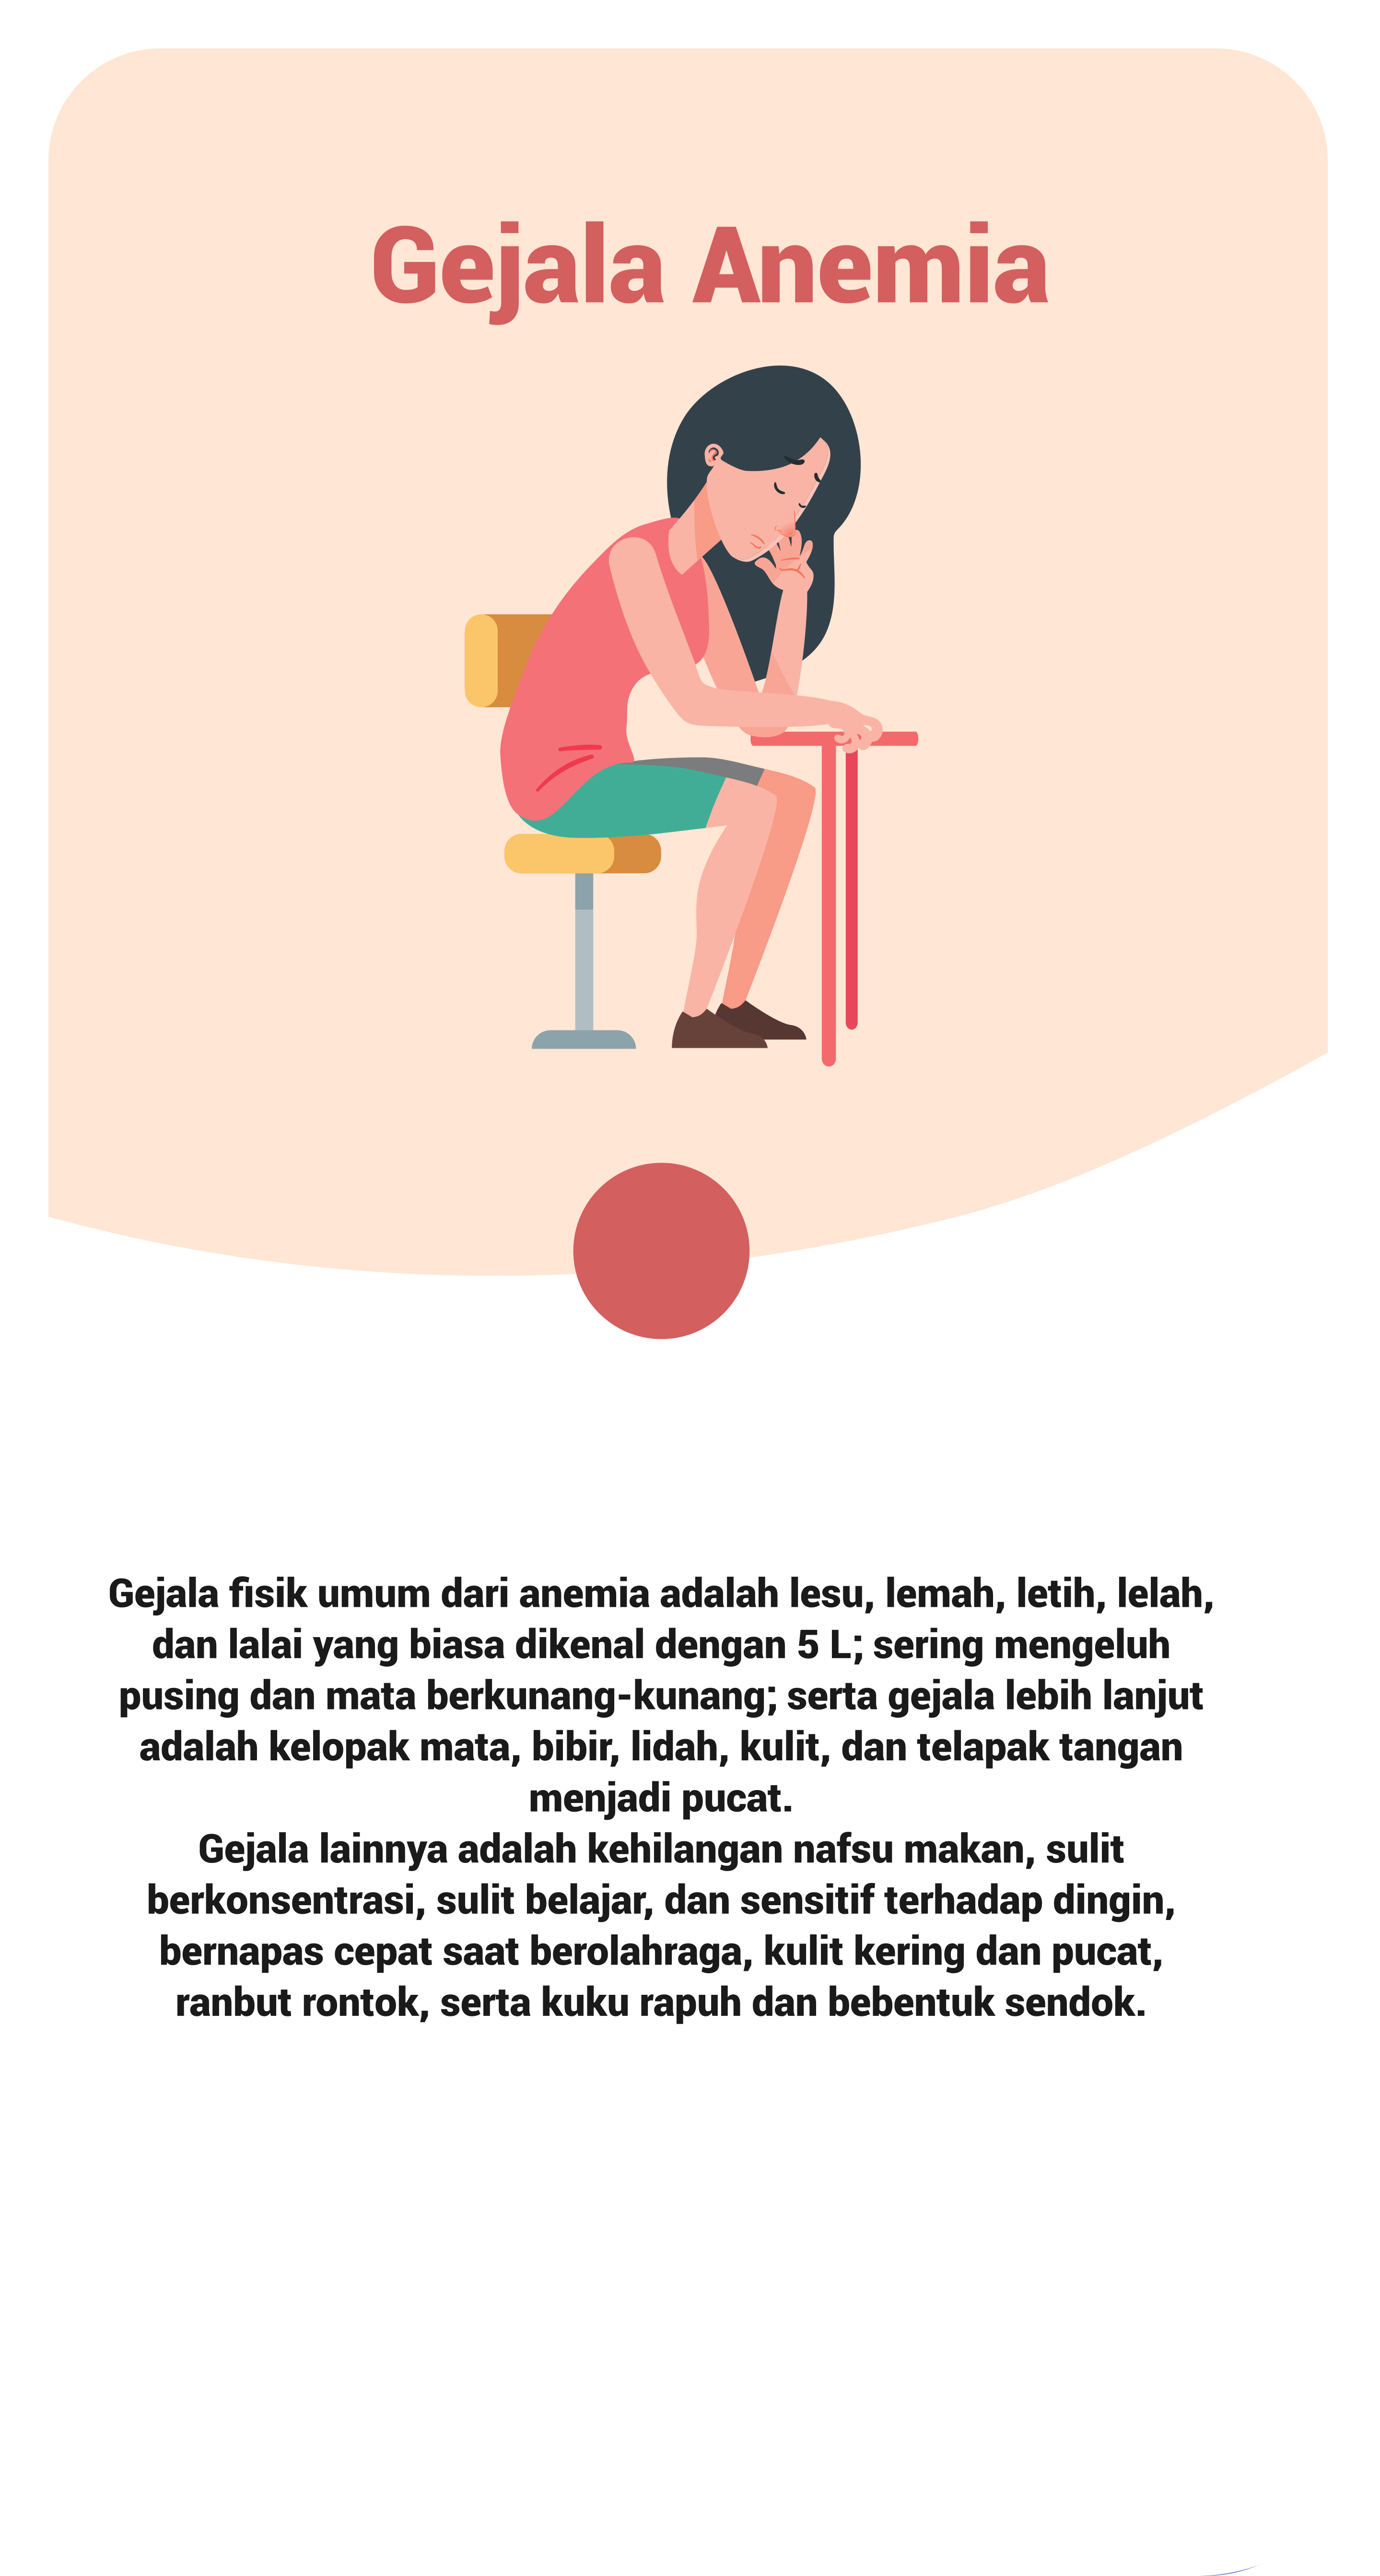 Gejala Anemia
Gejala fisik umum dari anemia adalah lesu, lemah, letih, lelah,
dan lalai yang biasa dikenal dengan 5 L; sering mengeluh
pusing dan mata berkunang-kunang; serta gejala lebih lanjut
adalah kelopak mata, bibir, lidah, kulit, dan telapak tangan
menjadi pucat.
Gejala lainnya adalah kehilangan nafsu makan, sulit
berkonsentrasi, sulit belajar, dan sensitif terhadap dingin,
bernapas cepat saat berolahraga, kulit kering dan pucat,
ranbut rontok, serta kuku rapuh dan bebentuk sendok.